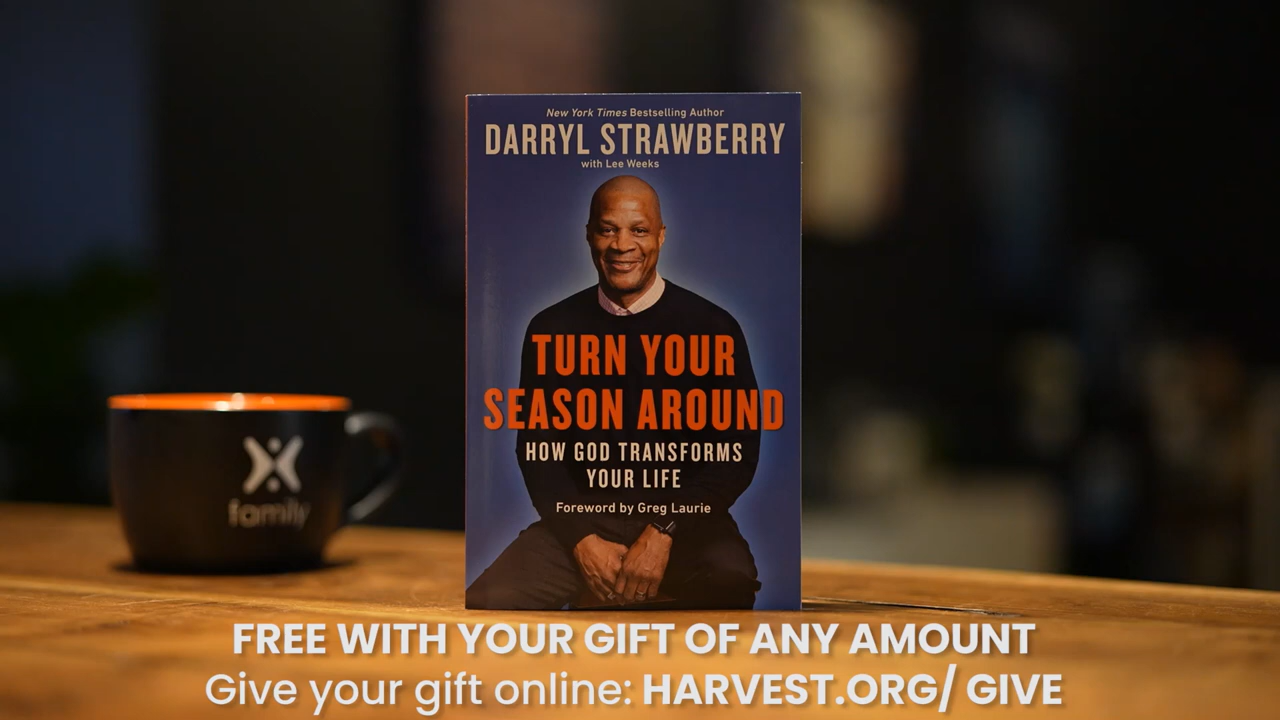 New York Times Bestselling Author
DARRYL STRAWBERRY
with Lee Weeks
TURN YOUR
SEASON AROUND
HOW GOD TRANSFORMS
YOUR LIFE
Foreword by Greg Laurie
family
FREE WITH YOUR GIFT OF ANY AMOUNT
Give your gift online: HARVEST.ORG/ GIVE